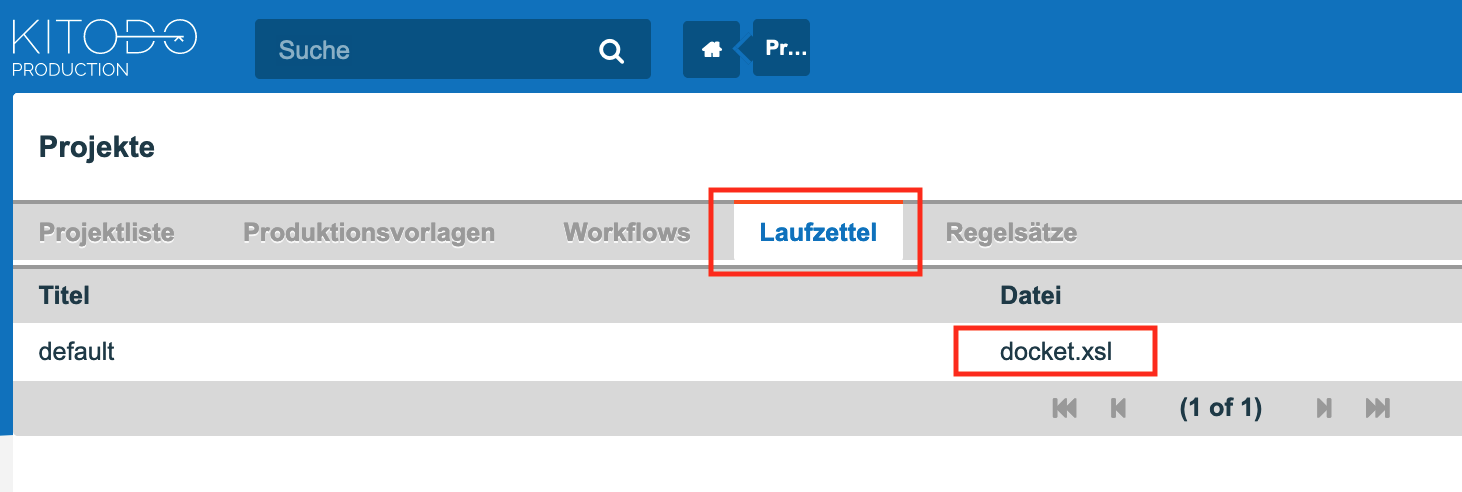 KITODO
PRODUCTION
Suche
Pr...
Projekte
Projektliste Produktionsvorlagen Workflows Laufzettel Regelsätze
Titel Datei
default docket.xsl
(1 of 1)